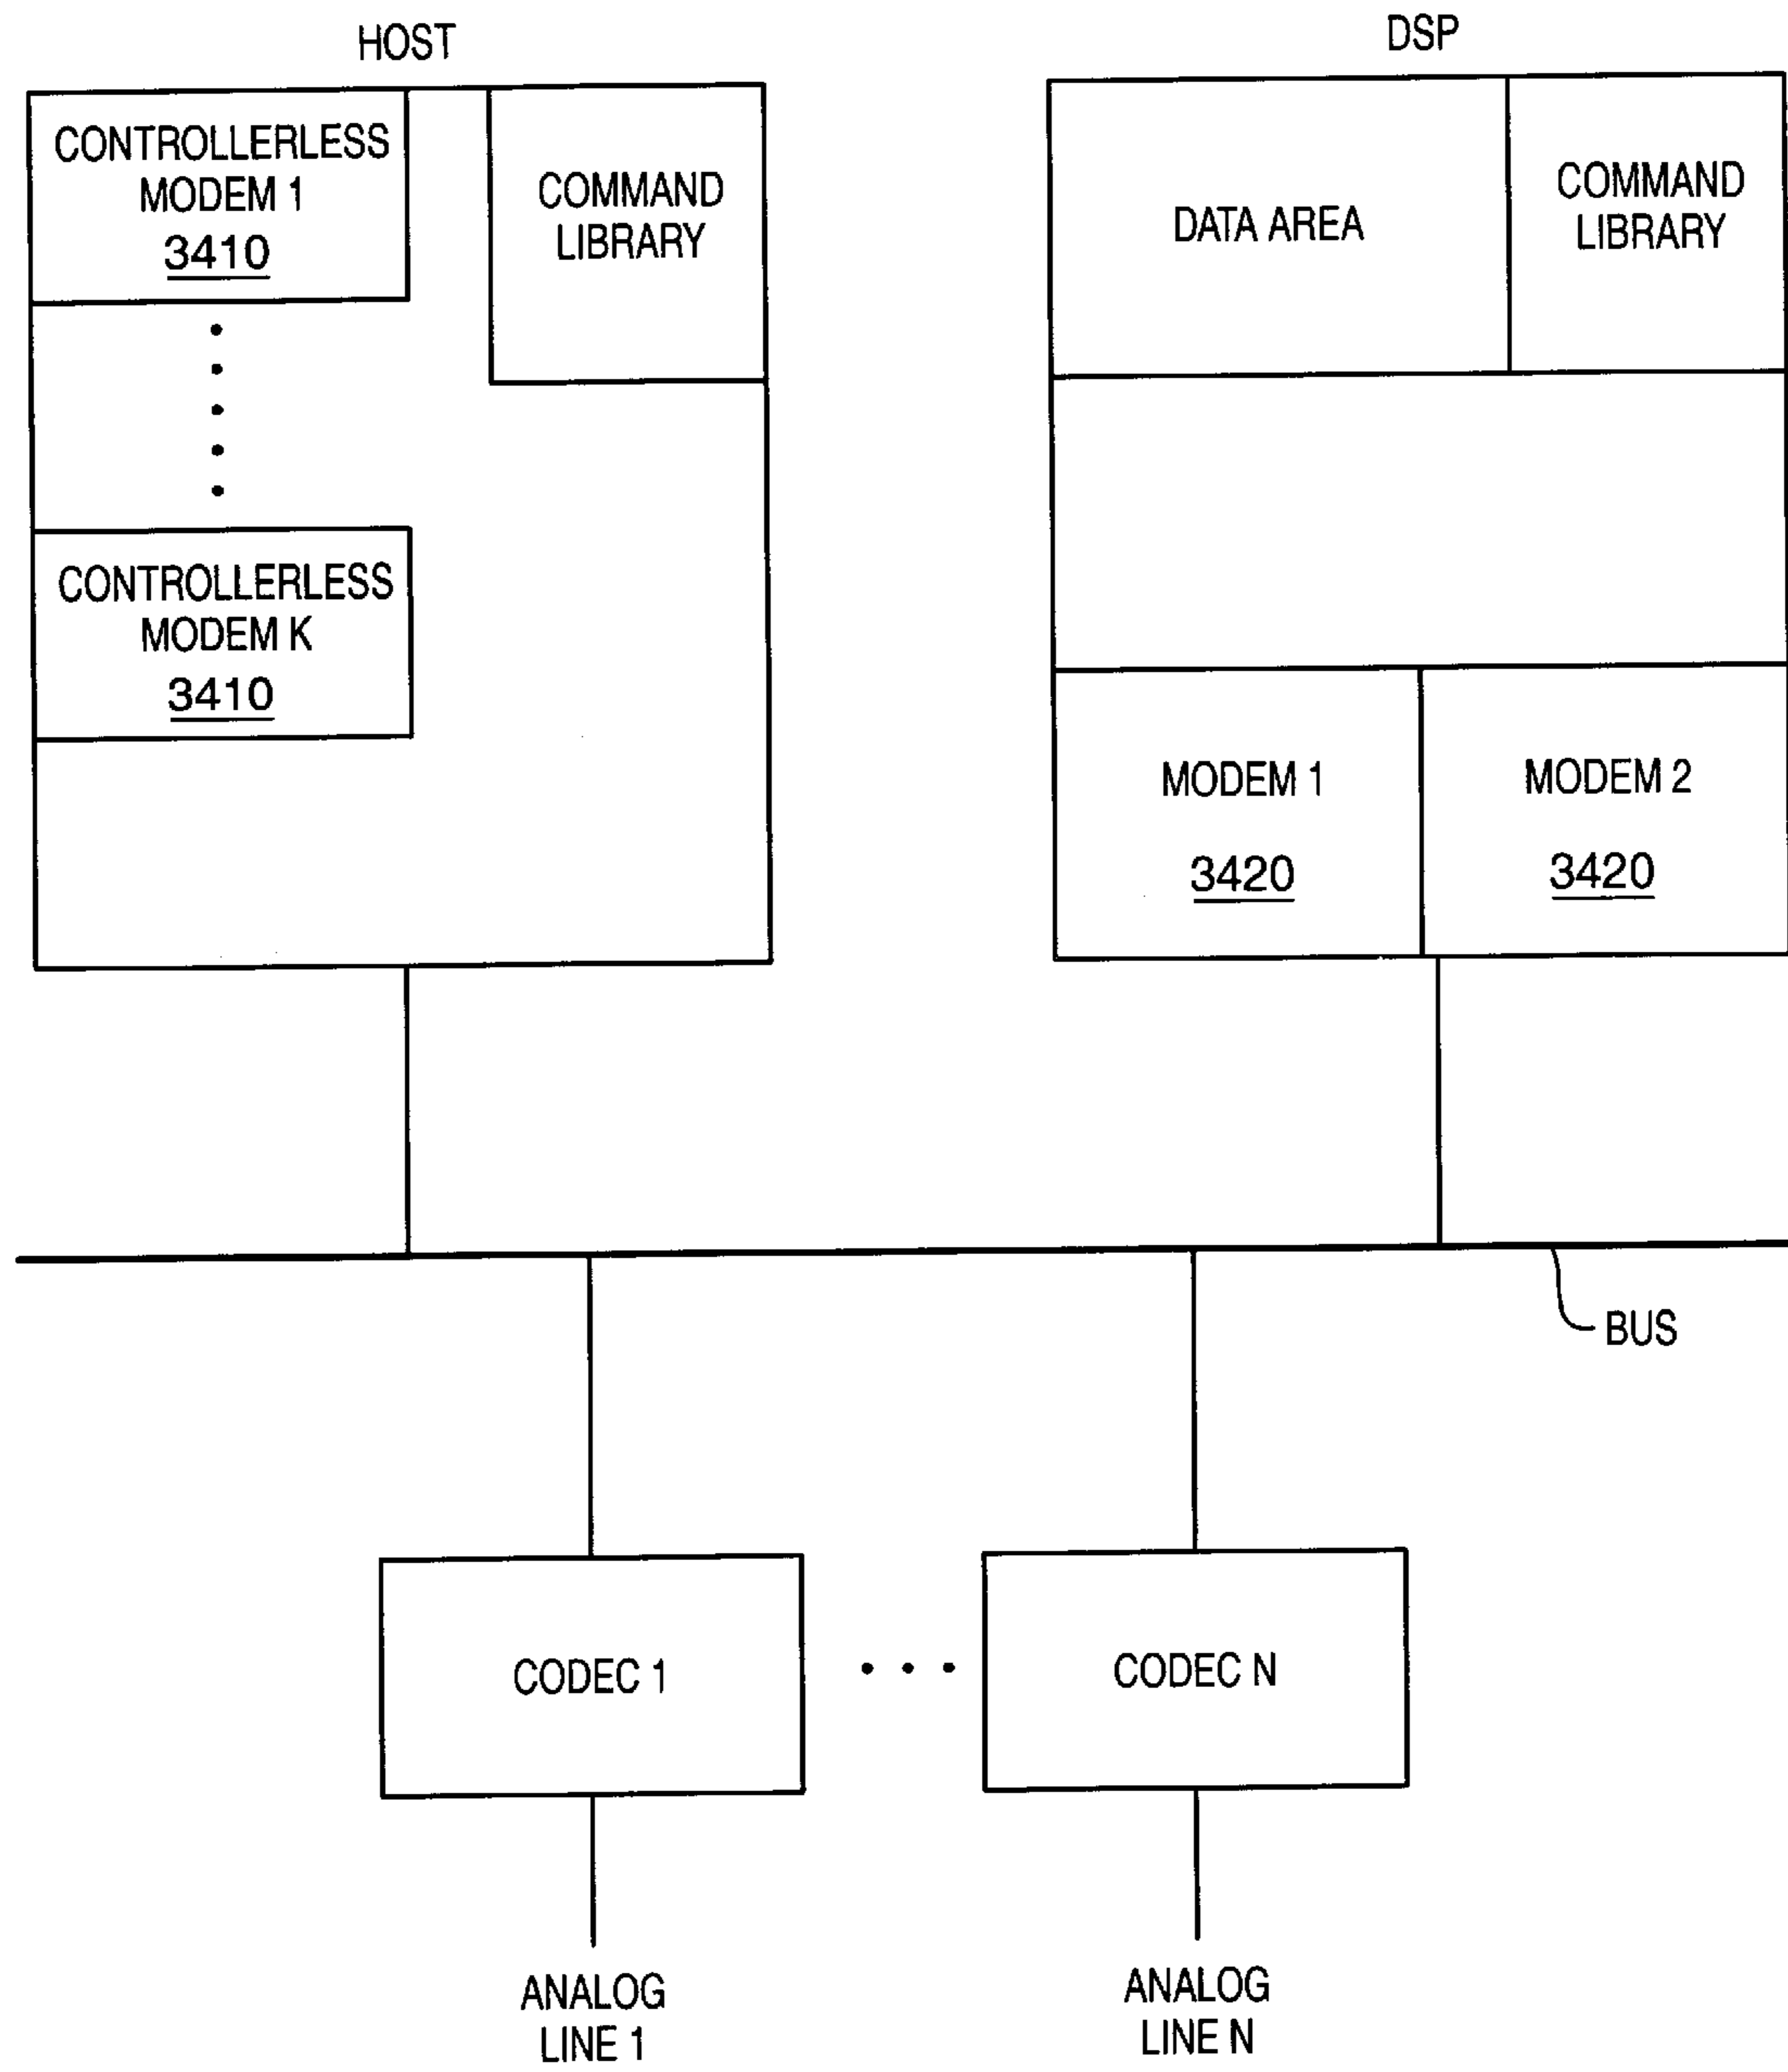 HOST
DSP
CONTROLLERLESS
MODEM 1
3410
COMMAND
LIBRARY
DATA AREA
COMMAND
LIBRARY
CONTROLLERLESS
MODEM K
3410
MODEM 1
3420
MODEM 2
3420
BUS
CODEC 1
CODEC N
ANALOG
LINE 1
ANALOG
LINE N